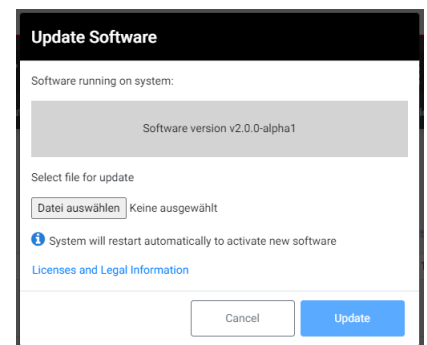 Update Software
Software running on system:
Software version v2.0.0-alpha1
Select file for update
Datei auswählen Keine ausgewählt
System will restart automatically to activate new software
Licenses and Legal Information
Cancel Update